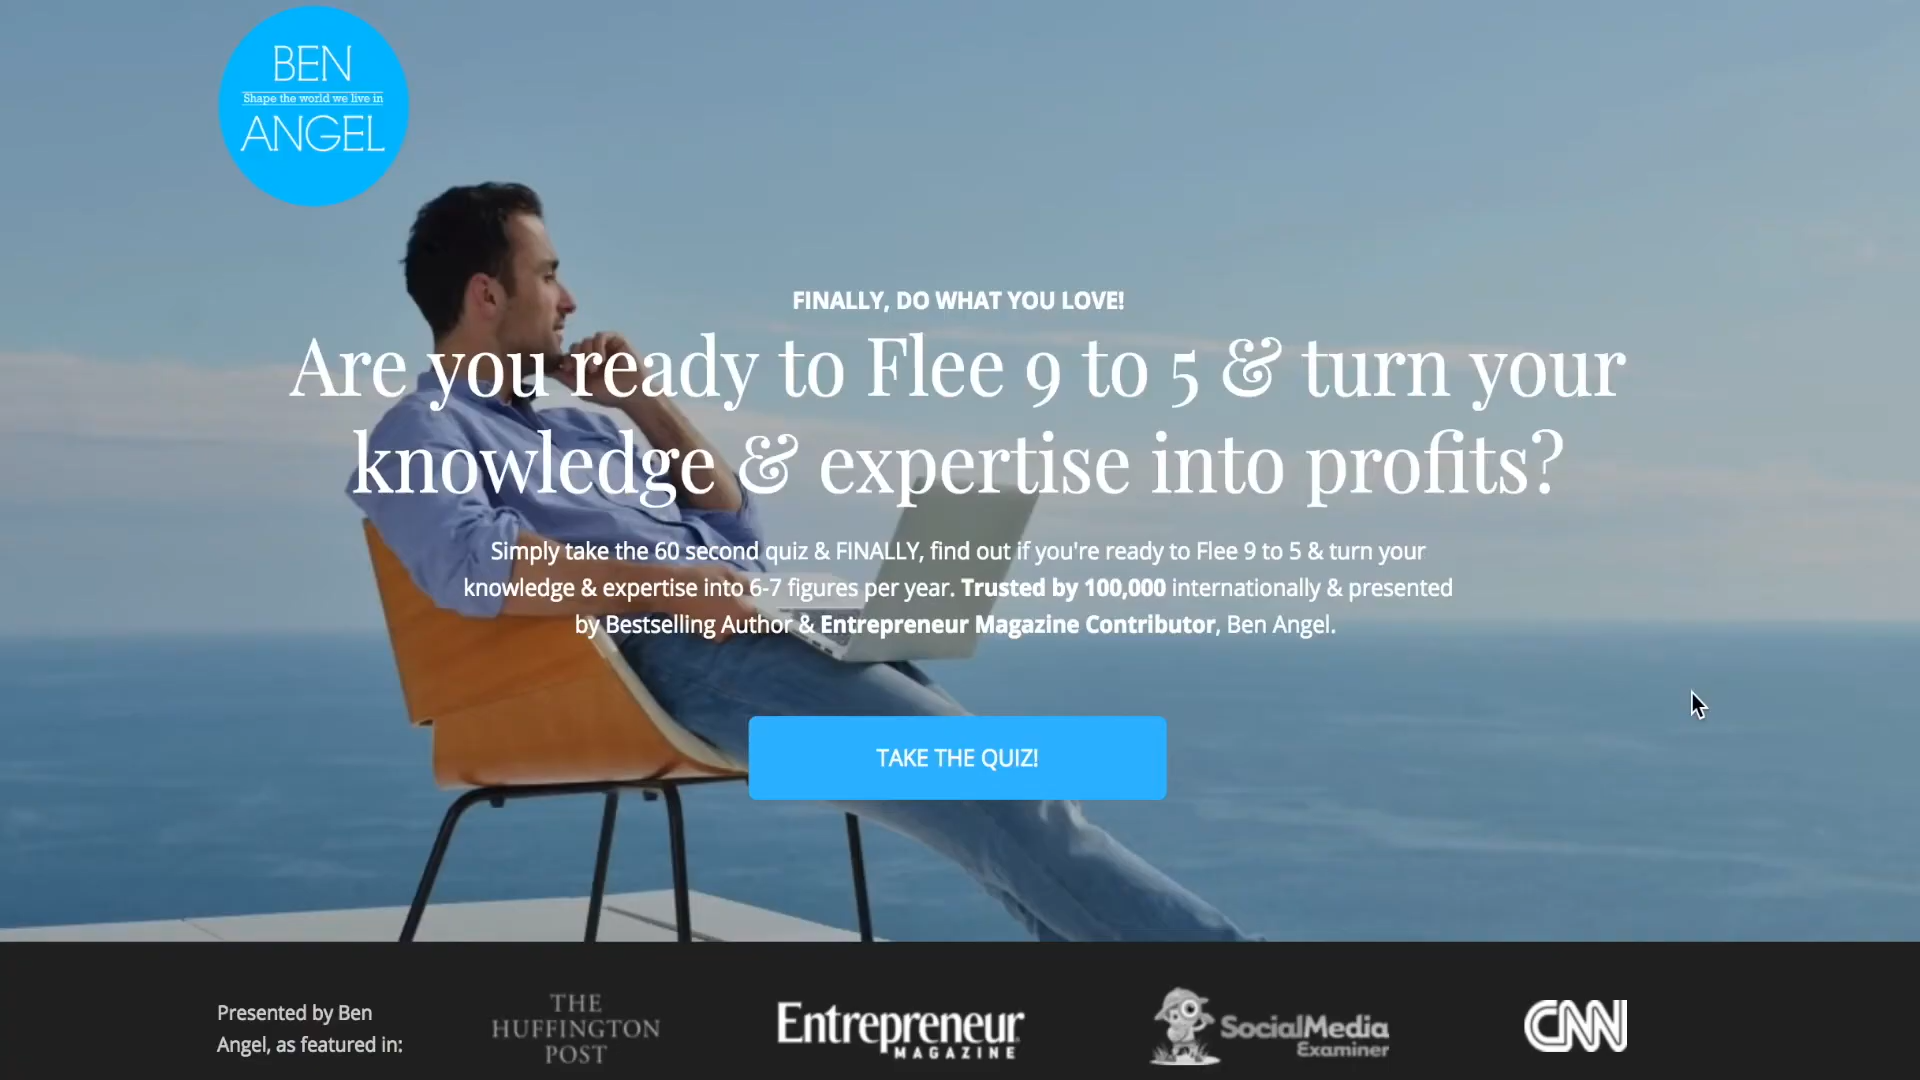 BEN
Shape the world we live in
ANGEL
FINALLY, DO WHAT YOU LOVE!
Are you ready to Flee 9 to 5 & turn your
knowledge & expertise into profits?
Simply take the 60 second quiz & FINALLY, find out if you're ready to Flee 9 to 5 & turn your
knowledge & expertise into 6-7 figures per year. Trusted by 100,000 internationally & presented
by Bestselling Author & Entrepreneur Magazine Contributor, Ben Angel.
TAKE THE QUIZ!
Presented by Ben
Angel, as featured in:
THE
HUFFINGTON
POST
Entrepreneur
MAGAZINE
SocialMedia
Examiner
CNN